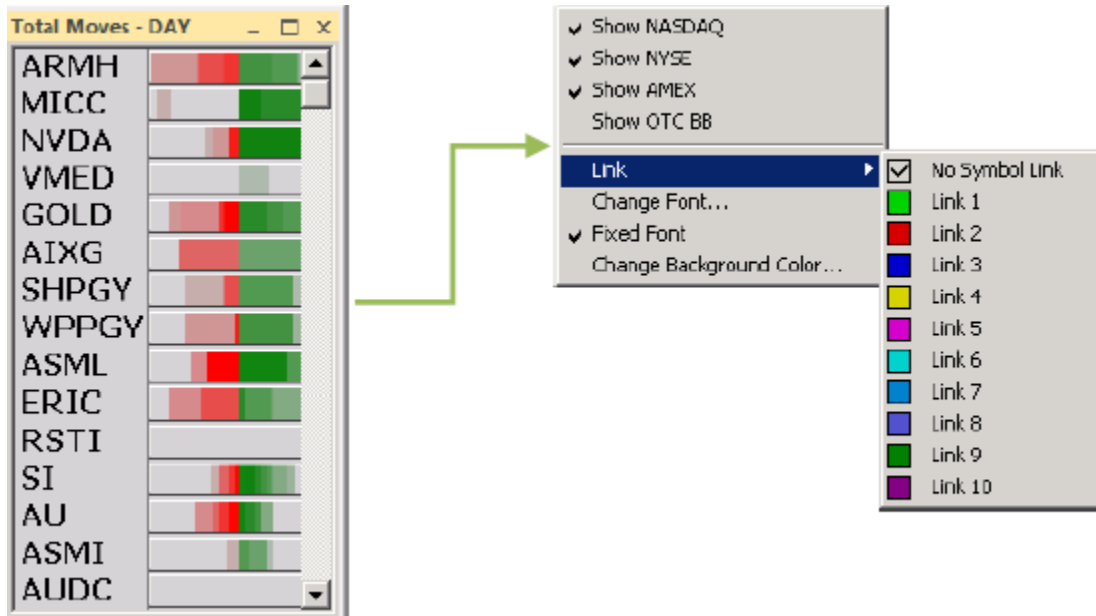 Total Moves - DAY
ARMH
MICC
NVDA
VMED
GOLD
AIXG
SHPGY
WPPGY
ASML
ERIC
RSTI
SI
AU
ASMI
AUDC
Show NASDAQ
Show NYSE
Show AMEX
Show OTC BB
Link
Change Font...
Fixed Font
Change Background Color...
No Symbol Link
Link 1
Link 2
Link 3
Link 4
Link 5
Link 6
Link 7
Link 8
Link 9
Link 10